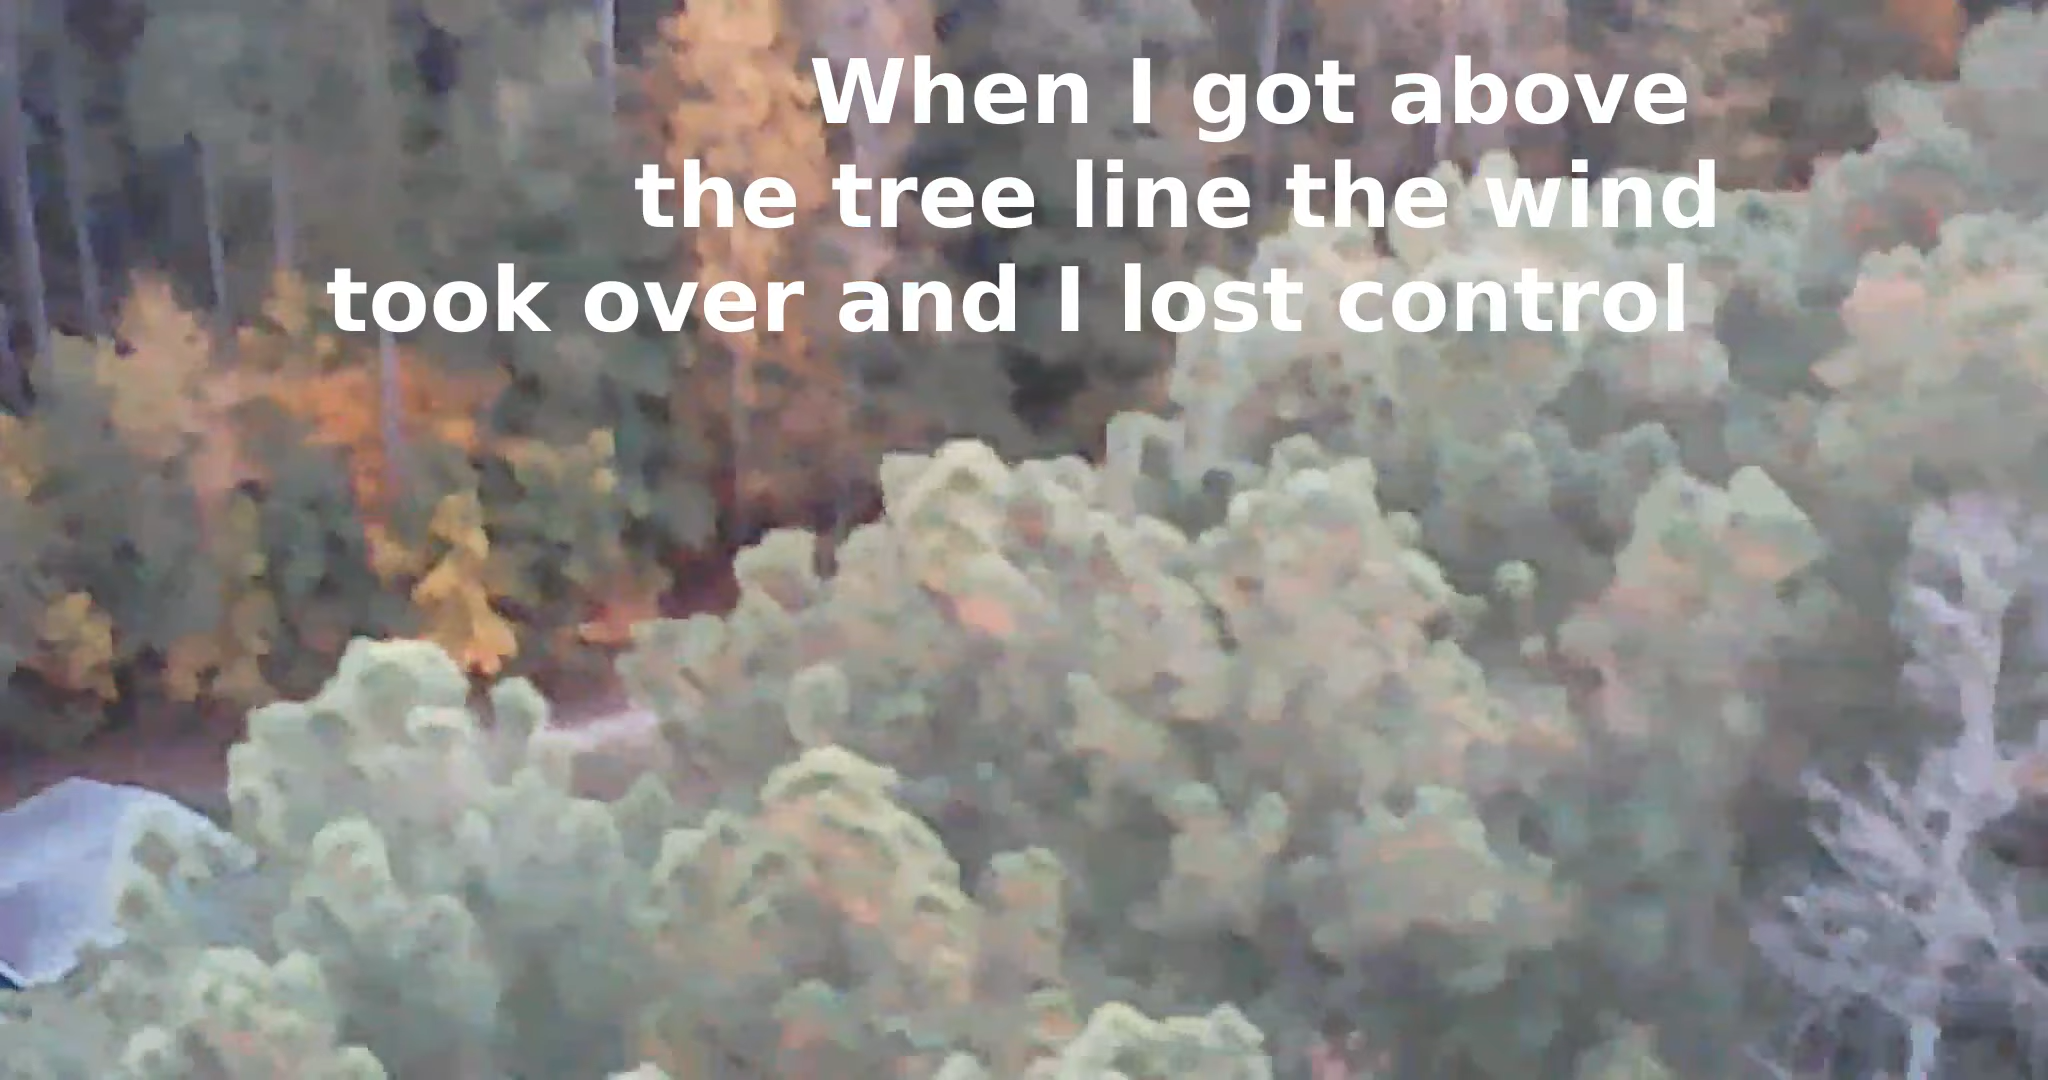 When I got above
the tree line the wind
took over and I lost control